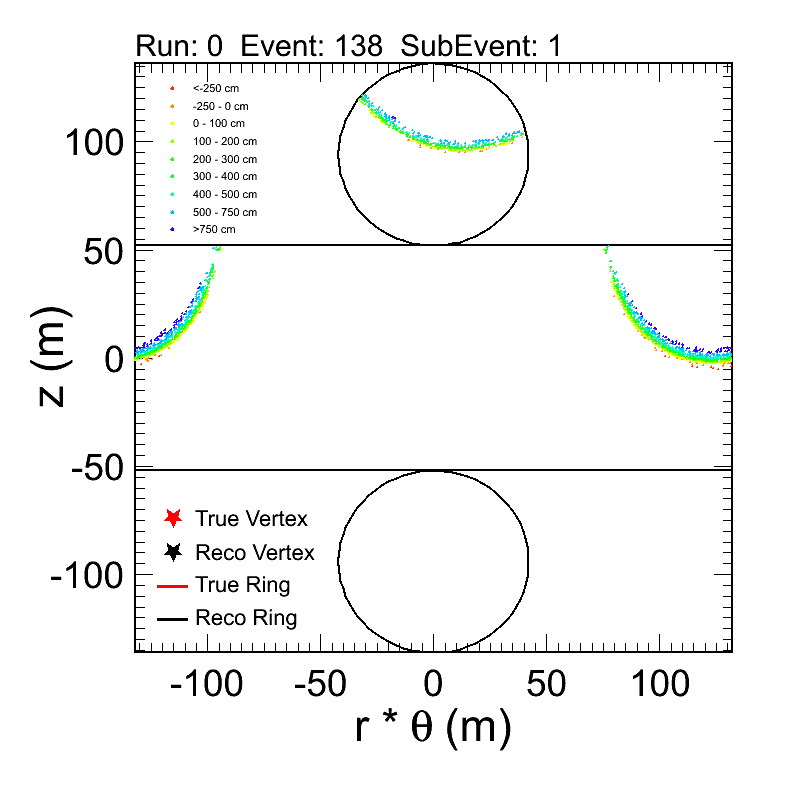 Run: 0  Event: 138  SubEvent: 1
<-250 cm
-250 - 0 cm
0 - 100 cm
100 - 200 cm
200 - 300 cm
300 - 400 cm
400 - 500 cm
500 - 750 cm
>750 cm
100
50
0
-50
-100
z (m)
True Vertex
Reco Vertex
True Ring
Reco Ring
-100 -50 0 50 100
r * θ (m)